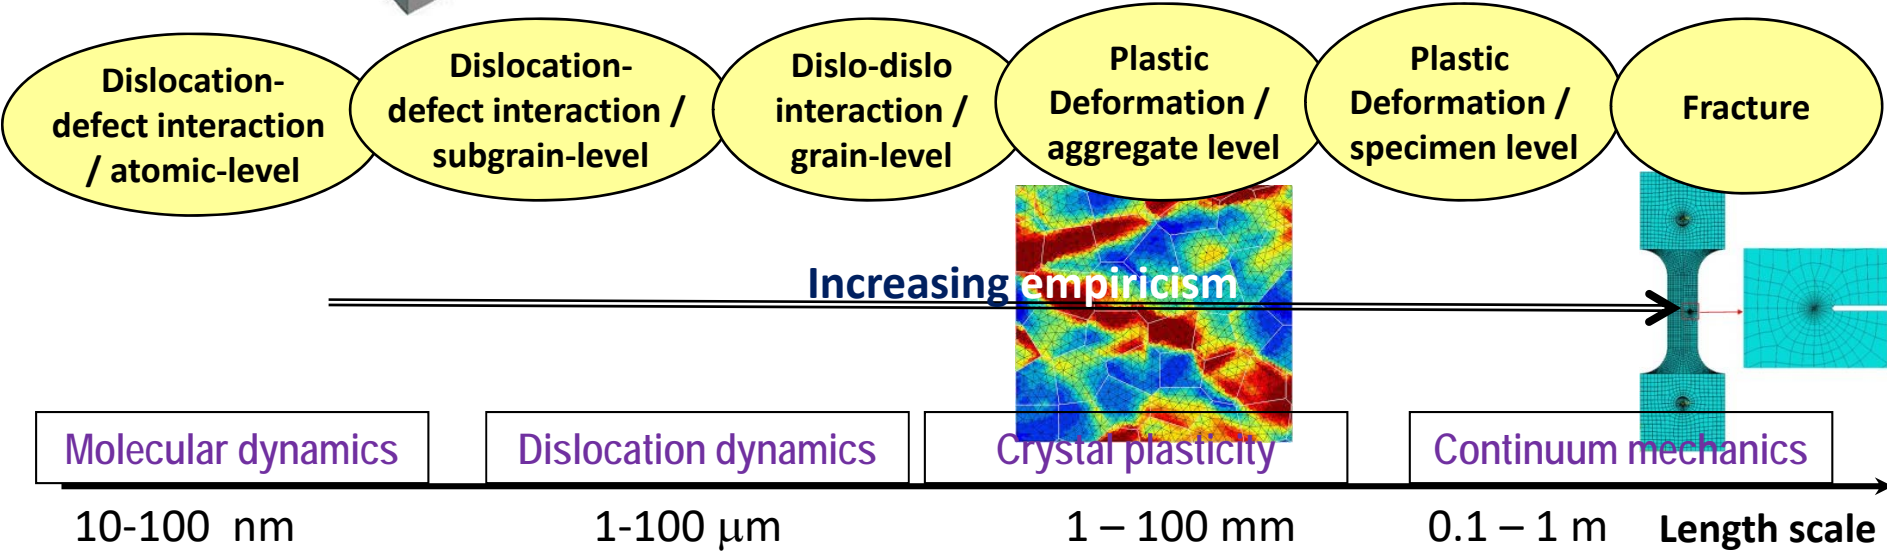 Dislocation-
defect interaction
/ atomic-level
Dislocation-
defect interaction /
subgrain-level
Dislo-dislo
interaction /
grain-level
Plastic
Deformation /
aggregate level
Plastic
Deformation /
specimen level
Fracture
Increasing empiricism
Molecular dynamics
Dislocation dynamics
Crystal plasticity
Continuum mechanics
10-100 nm
1-100 μm
1 – 100 mm
0.1 – 1 m
Length scale